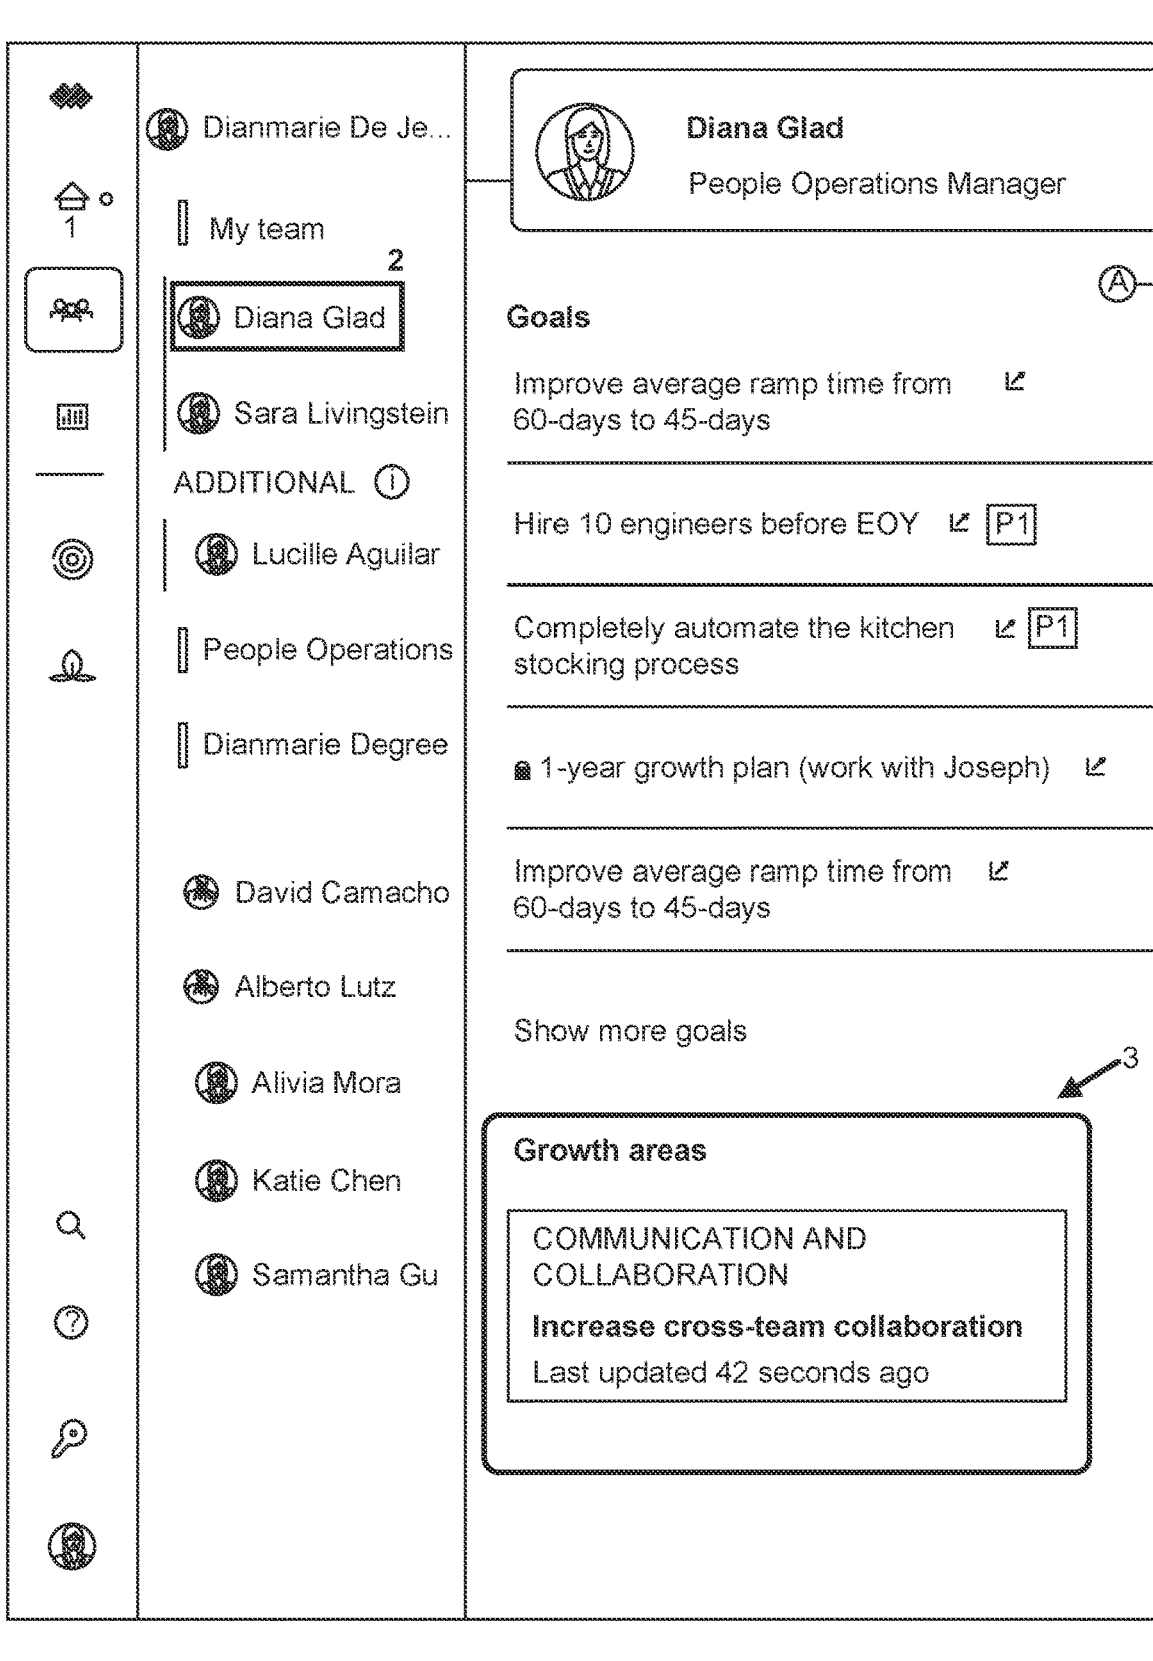 1
Dianmarie De Je...
My team
2
Diana Glad
Sara Livingstein
ADDITIONAL
Lucille Aguilar
People Operations
Dianmarie Degree
David Camacho
Alberto Lutz
Alivia Mora
Katie Chen
Samantha Gu
Diana Glad
People Operations Manager
A
Goals
Improve average ramp time from
60-days to 45-days
Hire 10 engineers before EOY P1
Completely automate the kitchen P1
stocking process
1-year growth plan (work with Joseph)
Improve average ramp time from
60-days to 45-days
Show more goals
3
Growth areas
COMMUNICATION AND
COLLABORATION
Increase cross-team collaboration
Last updated 42 seconds ago